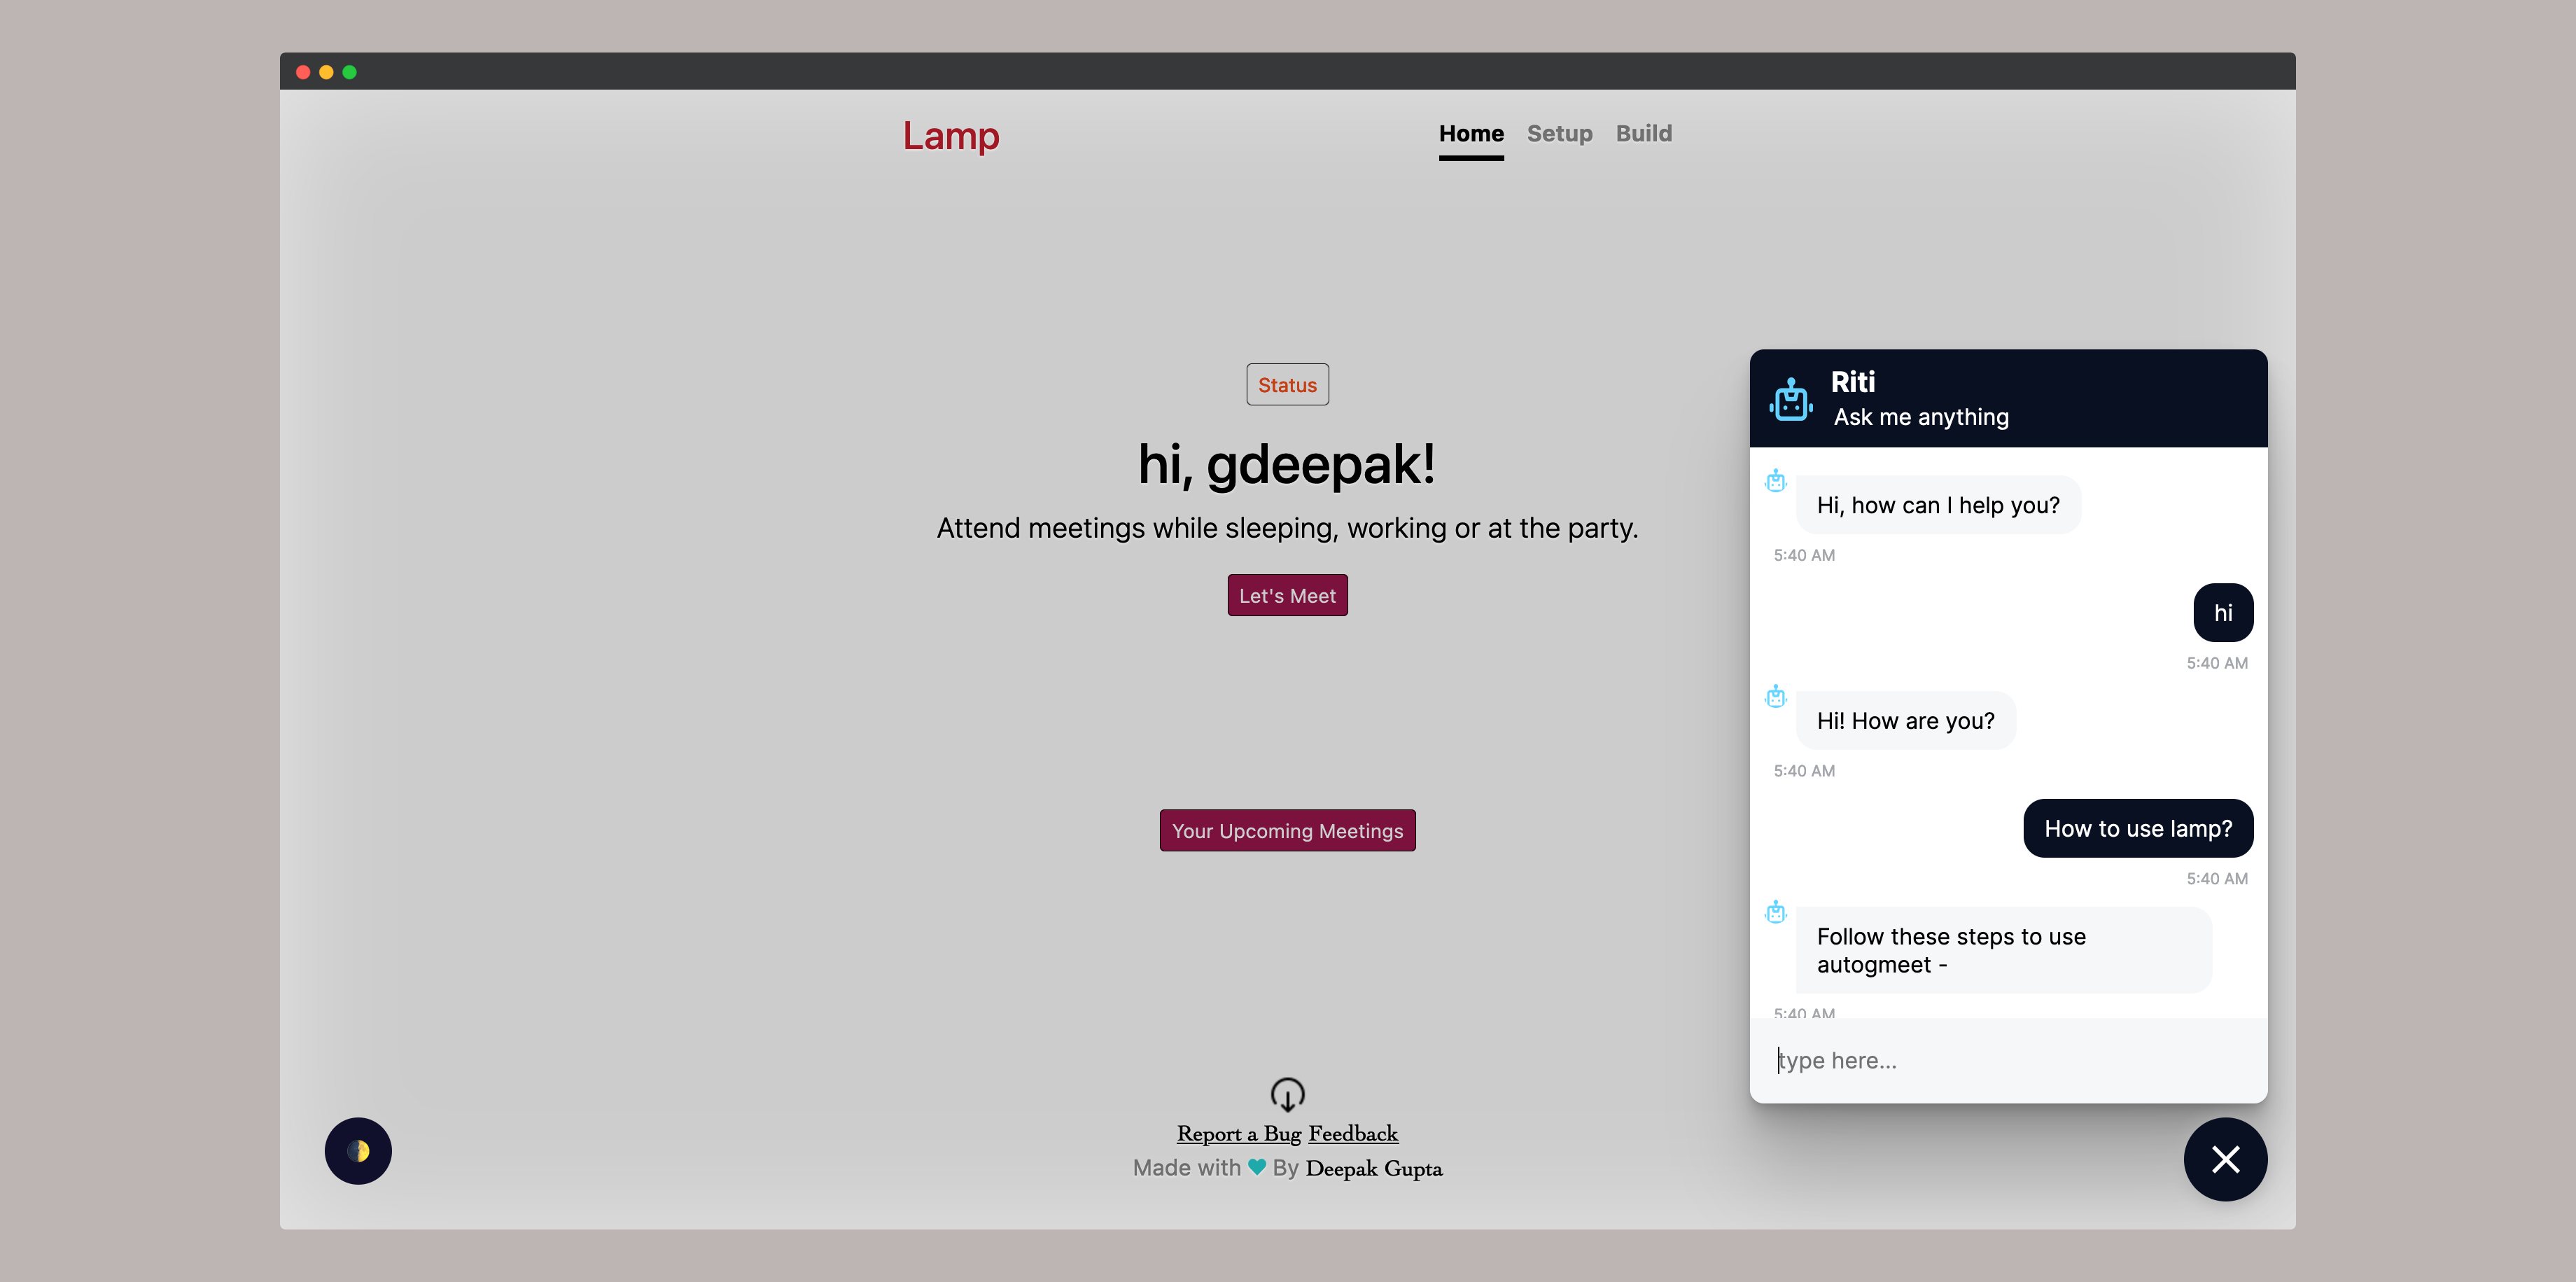 Lamp
Home Setup Build
Status
hi, gdeepak!
Attend meetings while sleeping, working or at the party.
Let's Meet
Your Upcoming Meetings
Report a Bug Feedback
Made with By Deepak Gupta
Riti
Ask me anything
Hi, how can I help you?
5:40 AM
hi
5:40 AM
Hi! How are you?
5:40 AM
How to use lamp?
5:40 AM
Follow these steps to use
autogmeet -
5:40 AM
type here...